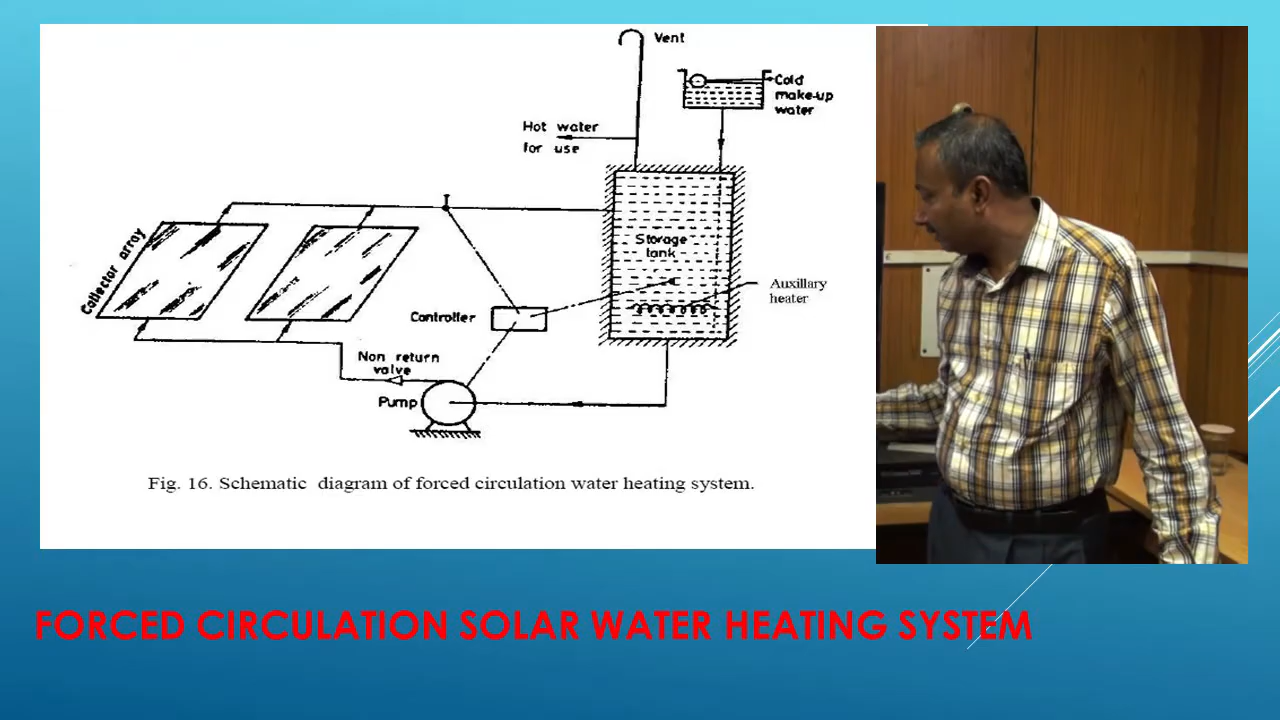 Vent
Cold
make-up
water
Hot water
for use
Collector array
Storage
tank
Auxillary
heater
Controller
Non return
valve
Pump
Fig. 16. Schematic diagram of forced circulation water heating system.
FORCED CIRCULATION SOLAR WATER HEATING SYSTEM